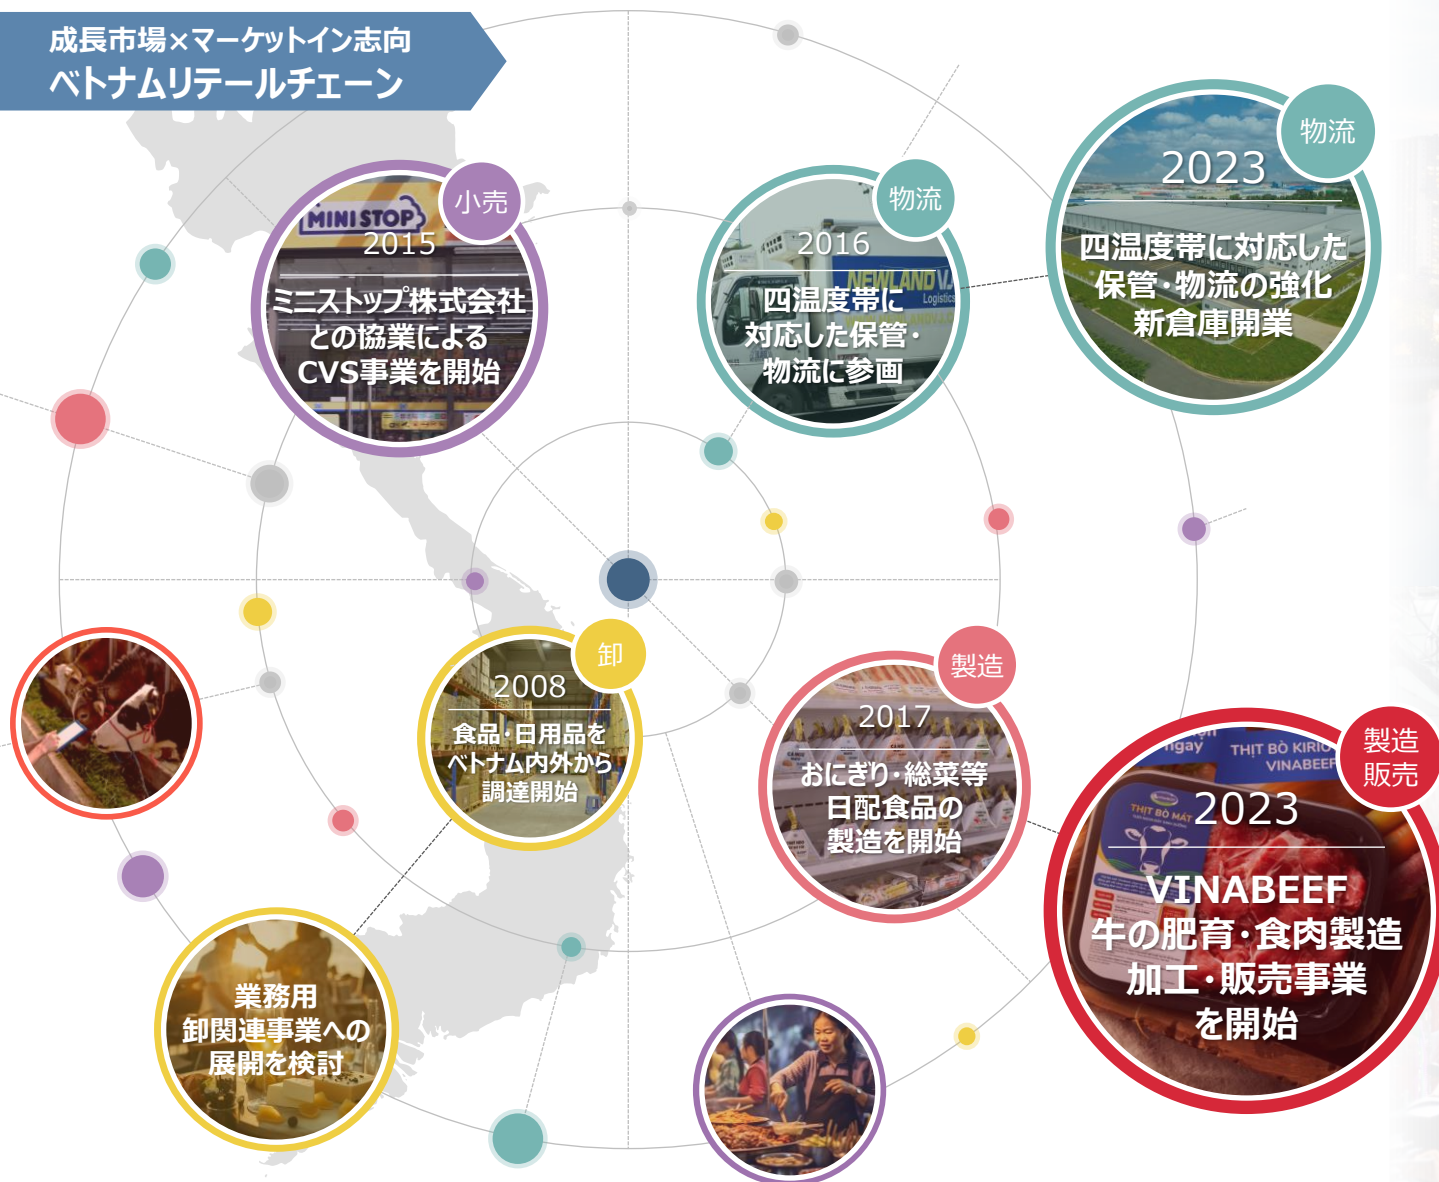 成長市場×マーケットイン志向
ベトナムリテールチェーン
小売
MINI STOP
2015
ミニストップ株式会社
との協業による
CVS事業を開始
物流
2016
NEWLAND VJ
Logistics
四温度帯に
対応した保管・
物流に参画
物流
2023
四温度帯に対応した
保管・物流の強化
新倉庫開業
卸
2008
食品・日用品を
ベトナム内外から
調達開始
製造
2017
おにぎり・総菜等
日配食品の
製造を開始
製造
販売
ngay
THỊT BÒ
VINABEEF
THỊT BÒ MÁT
2023
VINABEEF
牛の肥育・食肉製造
加工・販売事業
を開始
業務用
卸関連事業への
展開を検討